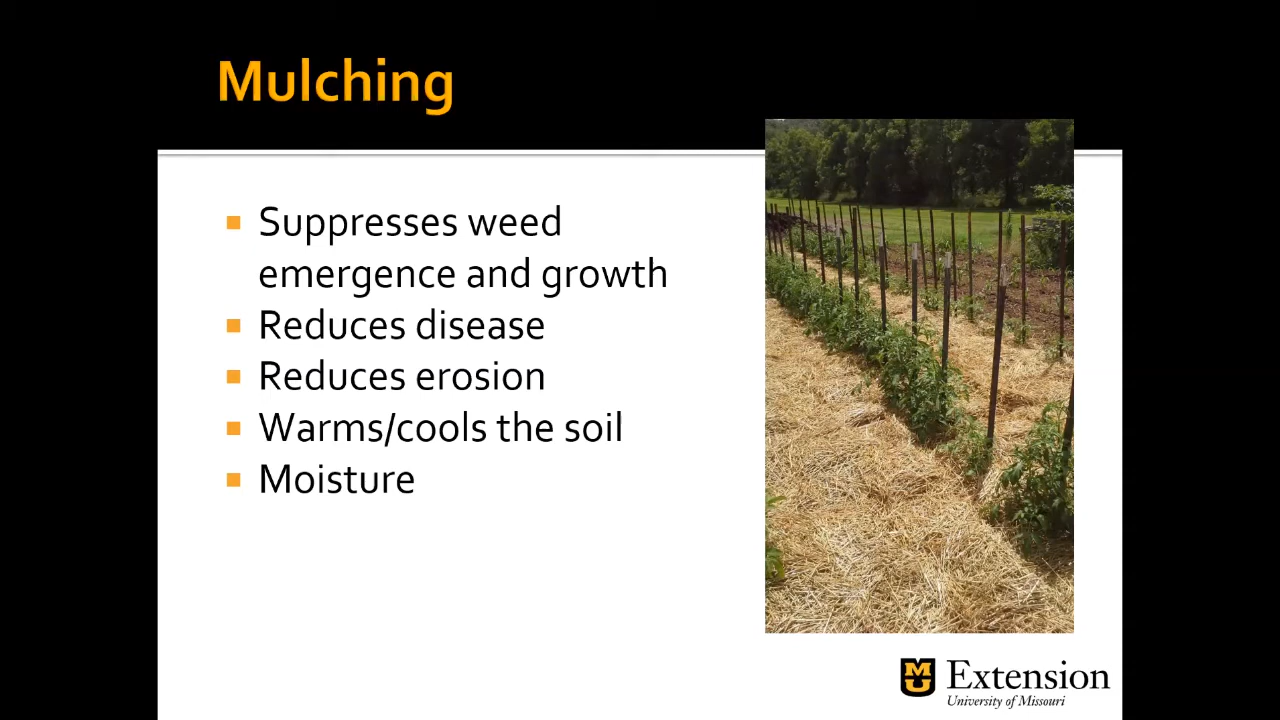 Mulching
Suppresses weed
emergence and growth
Reduces disease
Reduces erosion
Warms/cools the soil
Moisture
MU Extension
University of Missouri